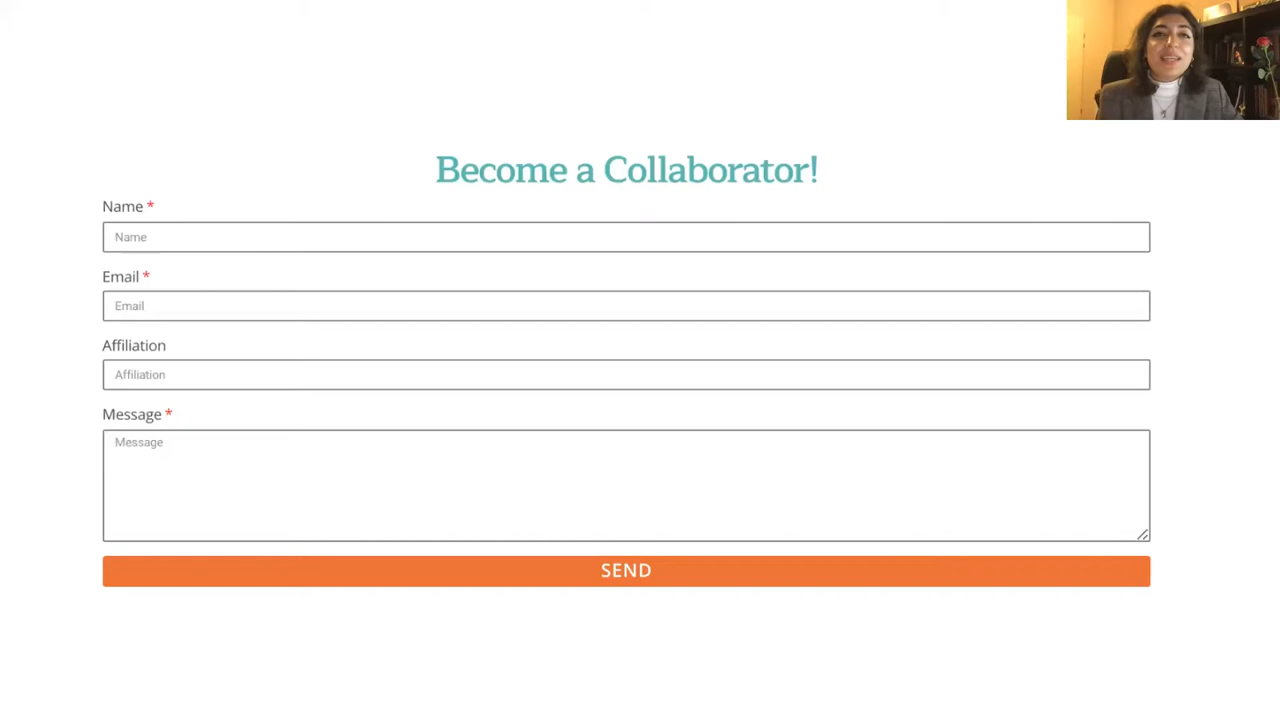 Become a Collaborator!
Name *
Name
Email *
Email
Affiliation
Affiliation
Message *
Message
SEND